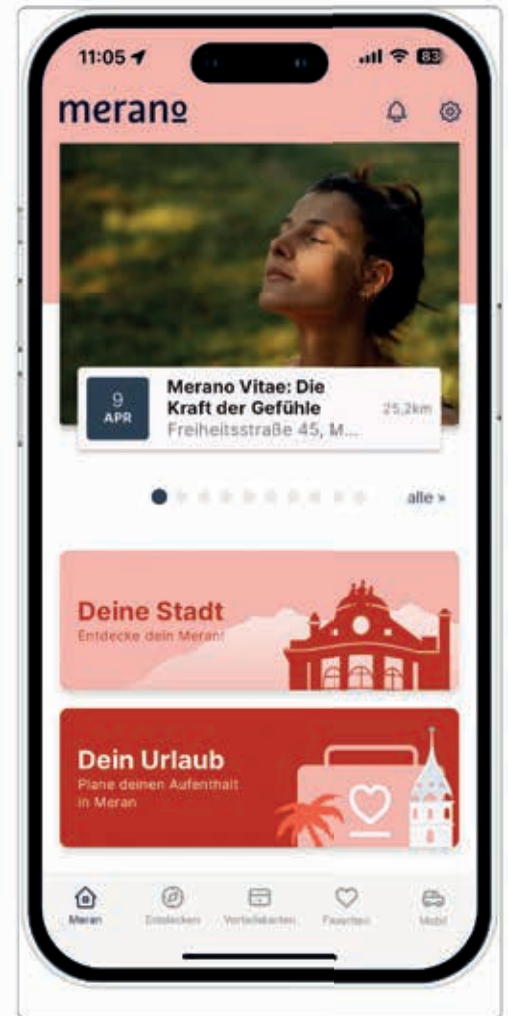 11:05
83
meranº
9
APR
Merano Vitae: Die
Kraft der Gefühle
Freiheitsstraße 45, M...
25,2km
alle »
Deine Stadt
Entdecke dein Meran!
Dein Urlaub
Plane deinen Aufenthalt
in Meran
Meran
Entdecken
Vorteilskarten
Favoriten
Mobil